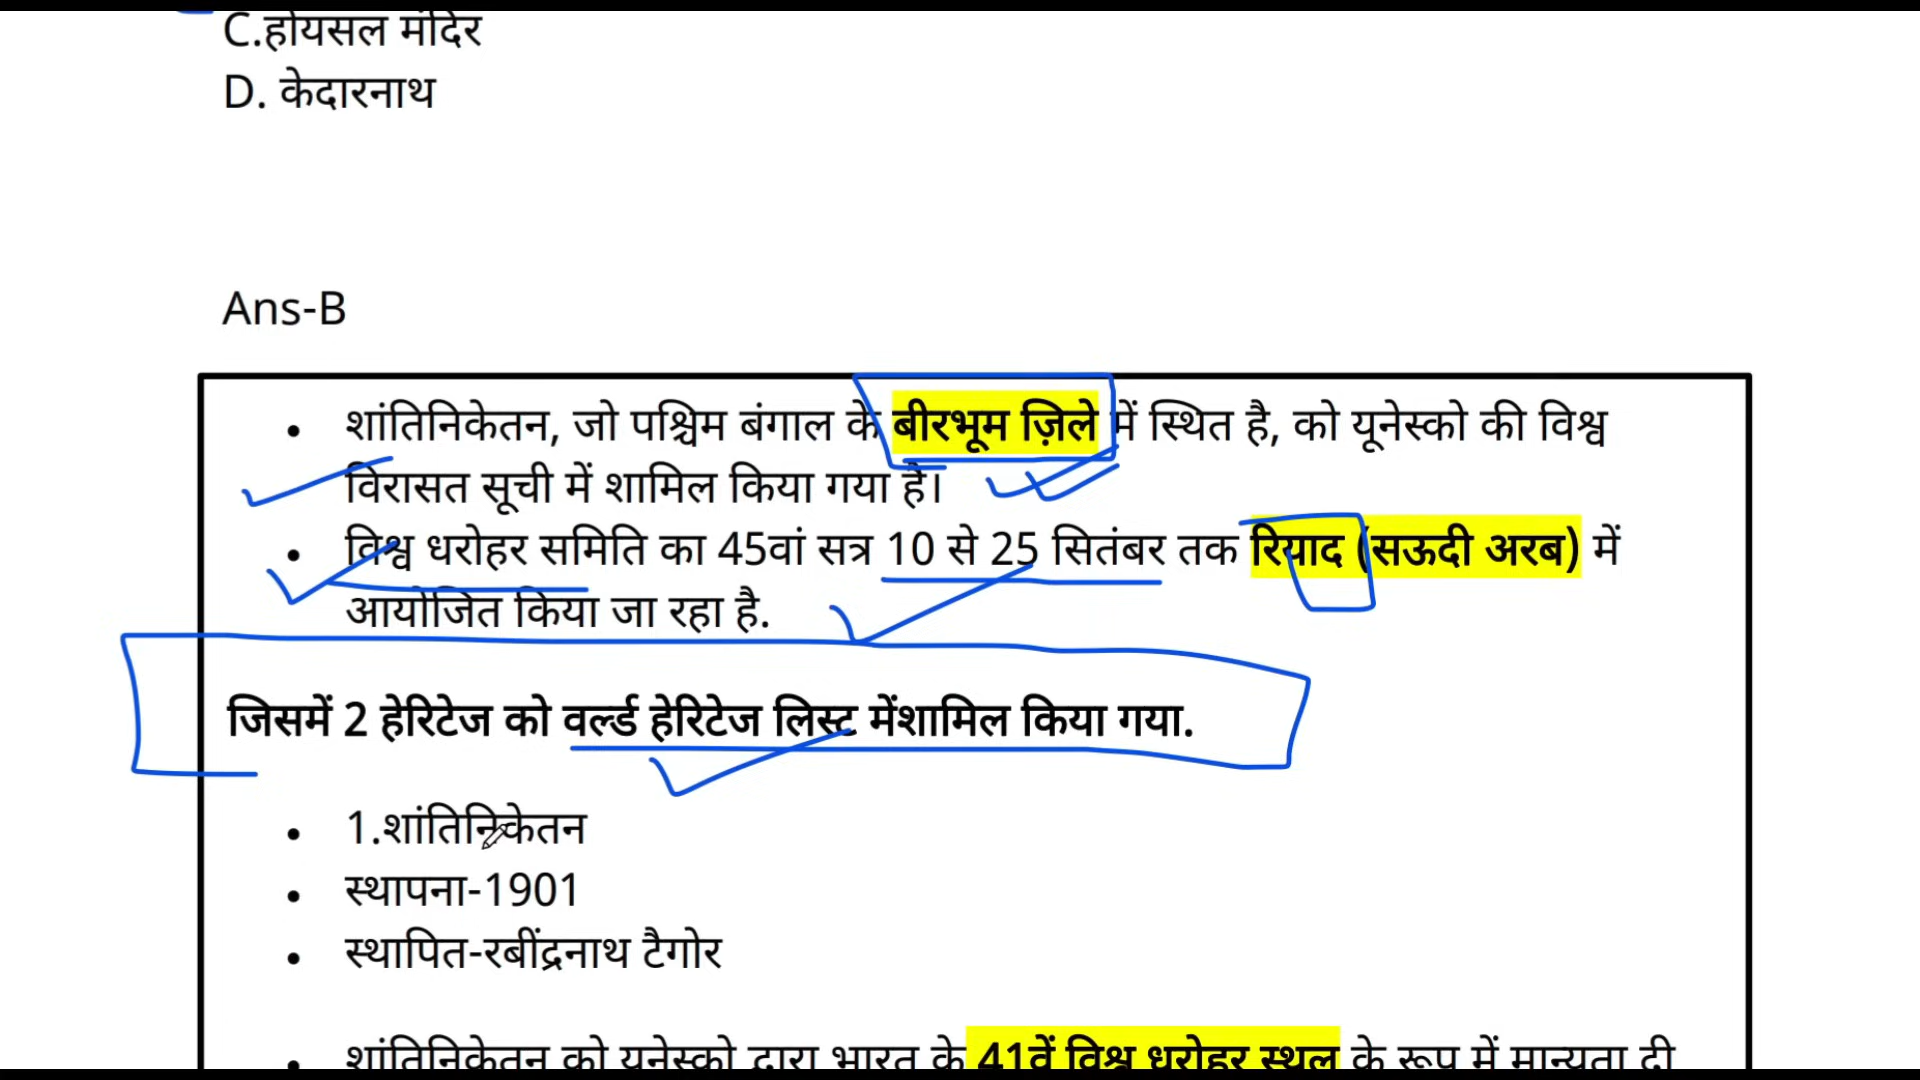 C.होयसल मंदिर
D. केदारनाथ
Ans-B
शांतिनिकेतन, जो पश्चिम बंगाल के बीरभूम ज़िले में स्थित है, को यूनेस्को की विश्व
विरासत सूची में शामिल किया गया है।
विश्व धरोहर समिति का 45वां सत्र 10 से 25 सितंबर तक रियाद (सऊदी अरब) में
आयोजित किया जा रहा है.
जिसमें 2 हेरिटेज को वर्ल्ड हेरिटेज लिस्ट मेंशामिल किया गया.
1.शांतिनिकेतन
स्थापना-1901
स्थापित-रबींद्रनाथ टैगोर
शांतिनिकेतन को यूनेस्को द्वारा भारत के 41वें विश्व धरोहर स्थल के रूप में मान्यता दी